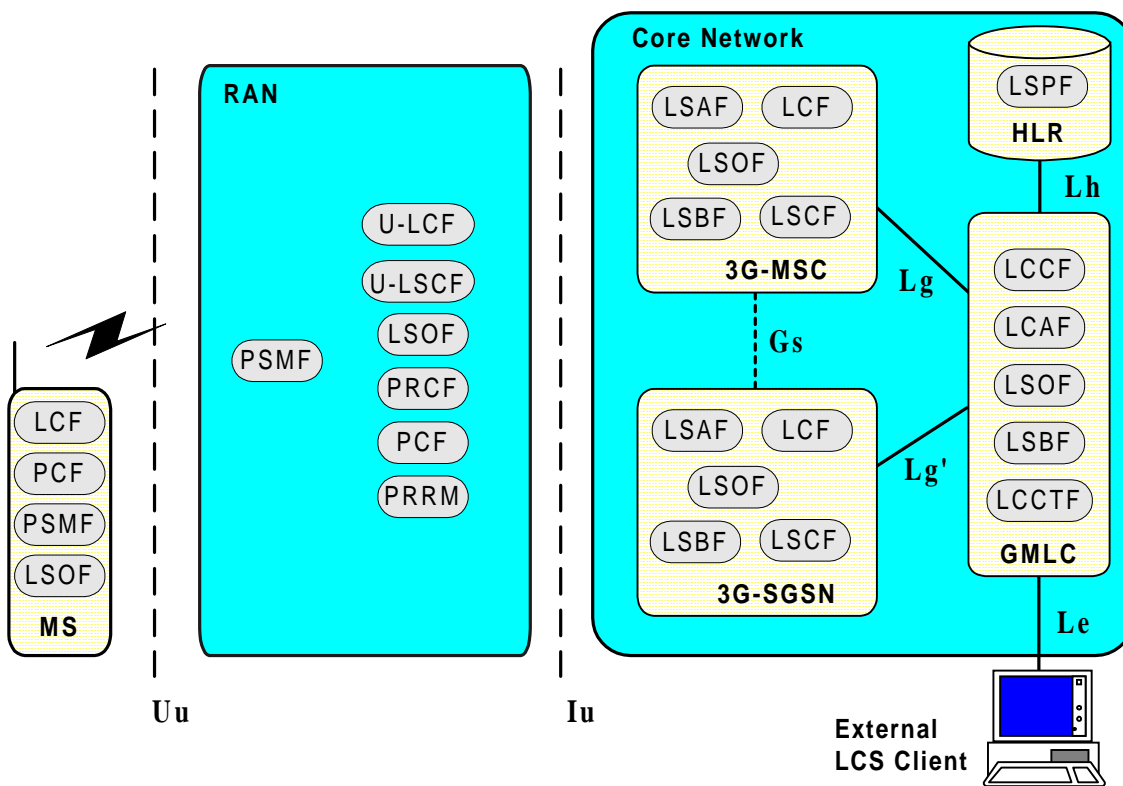 Core Network
RAN
LSPF
HLR
LSAF LCF
LSOF
LSBF LSCF
3G-MSC
Lh
Lg
Gs
LCCF
LCAF
LSOF
LSBF
LCCTF
GMLC
LSAF LCF
LSOF
LSBF LSCF
3G-SGSN
Lg'
Le
U-LCF
U-LSCF
LSOF
PRCF
PCF
PRRM
PSMF
LCF
PCF
PSMF
LSOF
MS
Uu
Iu
External
LCS Client